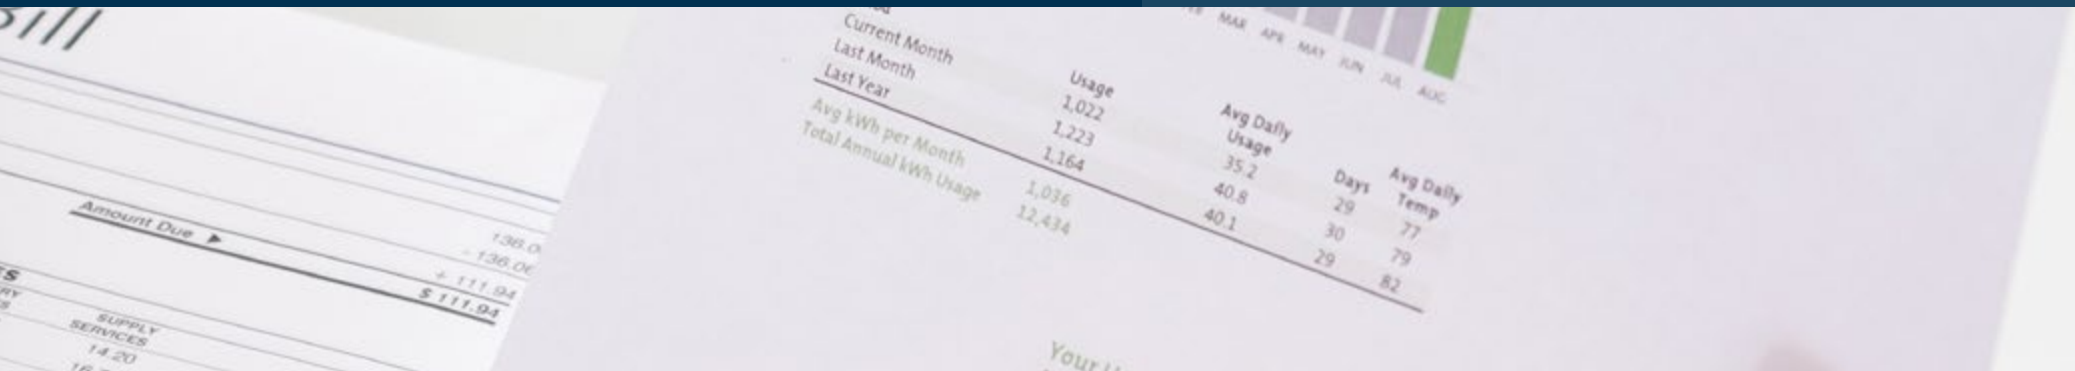 Bill
138.0
- 136.06
+ 111.94
Amount Due ▶ $ 111.94
SUPPLY
SERVICES
14.20
MAR APR MAY JUN JUL AUG
Usage Avg Daily Usage Days Avg Daily Temp
Current Month 1,022 35.2 29 77
Last Month 1,223 40.8 30 79
Last Year 1,164 40.1 29 82
Avg kWh per Month 1,036
Total Annual kWh Usage 12,434
Your